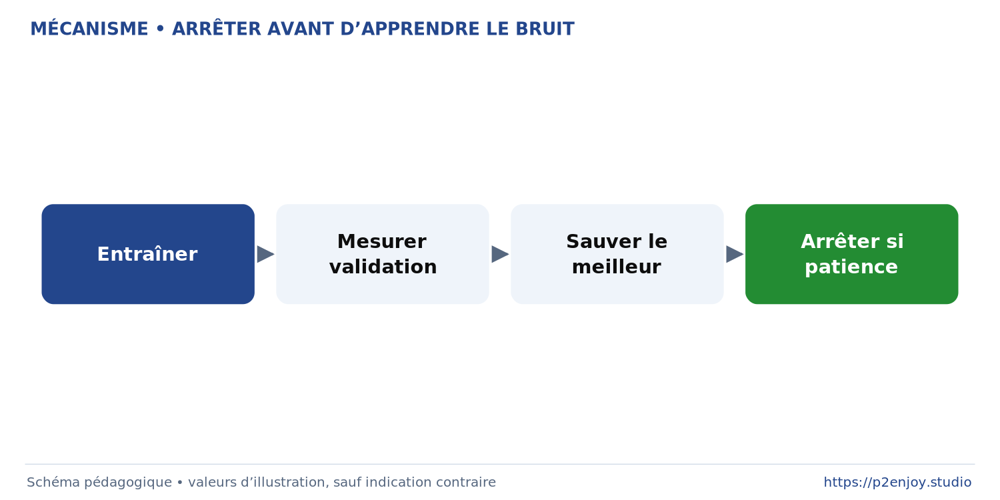 MÉCANISME • ARRÊTER AVANT D’APPRENDRE LE BRUIT
Entraîner
Mesurer
validation
Sauver le
meilleur
Arrêter si
patience
Schéma pédagogique • valeurs d’illustration, sauf indication contraire
https://p2enjoy.studio